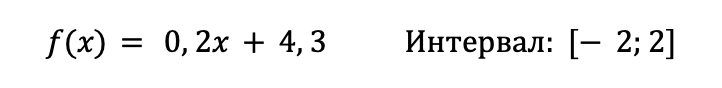 f(x) = 0,2x + 4,3 Интервал: [− 2; 2]